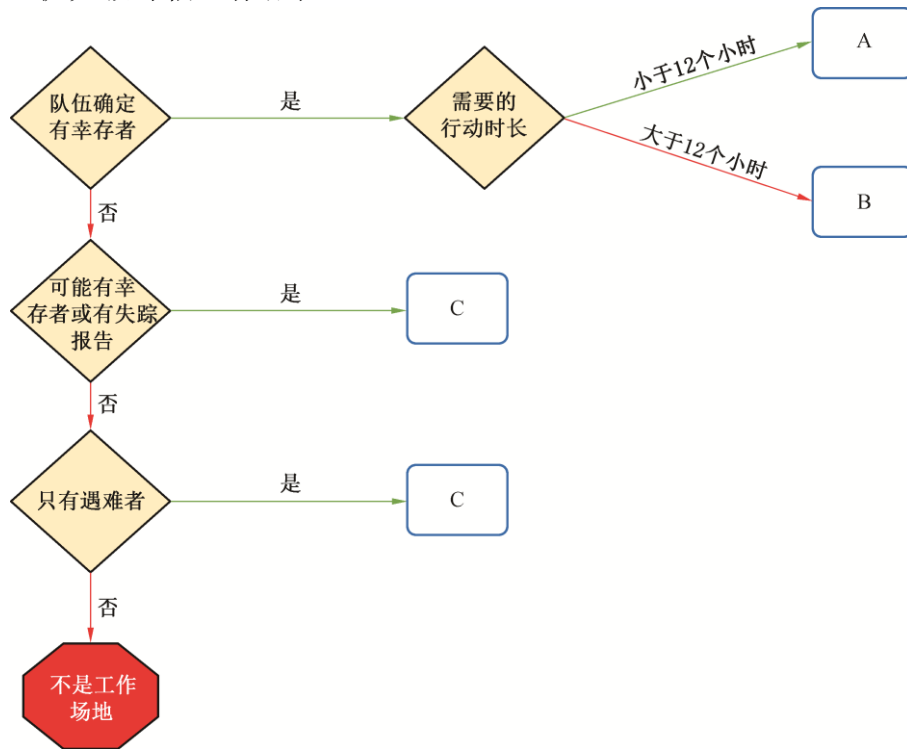 队伍确定
有幸存者
是
需要的
行动时长
小于12个小时
A
大于12个小时
B
否
可能有幸
存者或有失踪
报告
是
C
否
只有遇难者
是
C
否
不是工作
场地